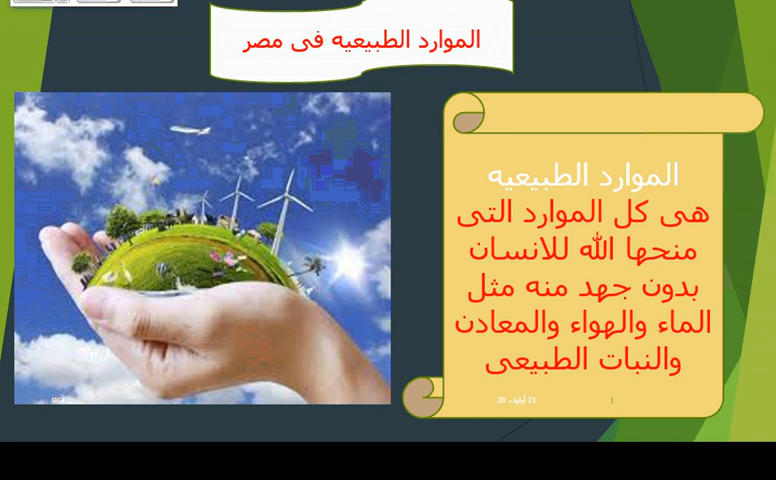 الموارد الطبيعيه فى مصر
الموارد الطبيعيه
هى كل الموارد التى
منحها الله للانسان
بدون جهد منه مثل
الماء والهواء والمعادن
والنبات الطبيعى
1